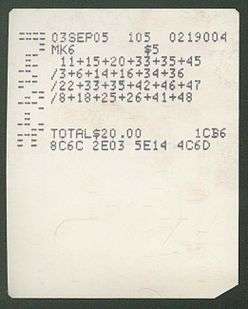 03SEP05 105 0219004
MK6 $5
11+15+20+33+35+45
/3+6+14+16+34+36
/22+33+35+42+46+47
/8+18+25+26+41+48
TOTAL$20.00 1CB6
8C6C 2E03 5E14 4C6D